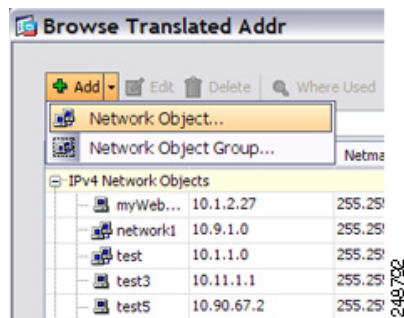 Browse Translated Addr
Add Edit Delete Where Used
Network Object...
Network Object Group...
Netma
IPv4 Network Objects
myWeb... 10.1.2.27 255.25
network1 10.9.1.0 255.25
test 10.1.1.0 255.25
test3 10.11.1.1 255.25
test5 10.90.67.2 255.25
248792